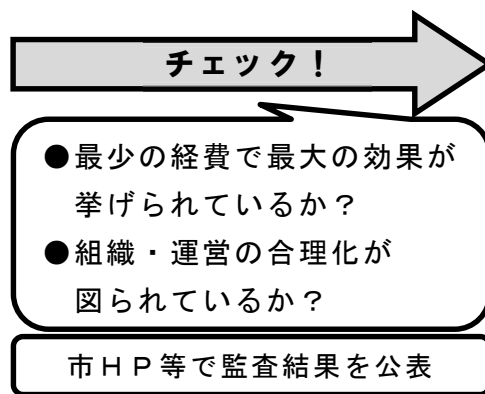 チェック！
●最少の経費で最大の効果が
挙げられているか？
●組織・運営の合理化が
図られているか？
市ＨＰ等で監査結果を公表